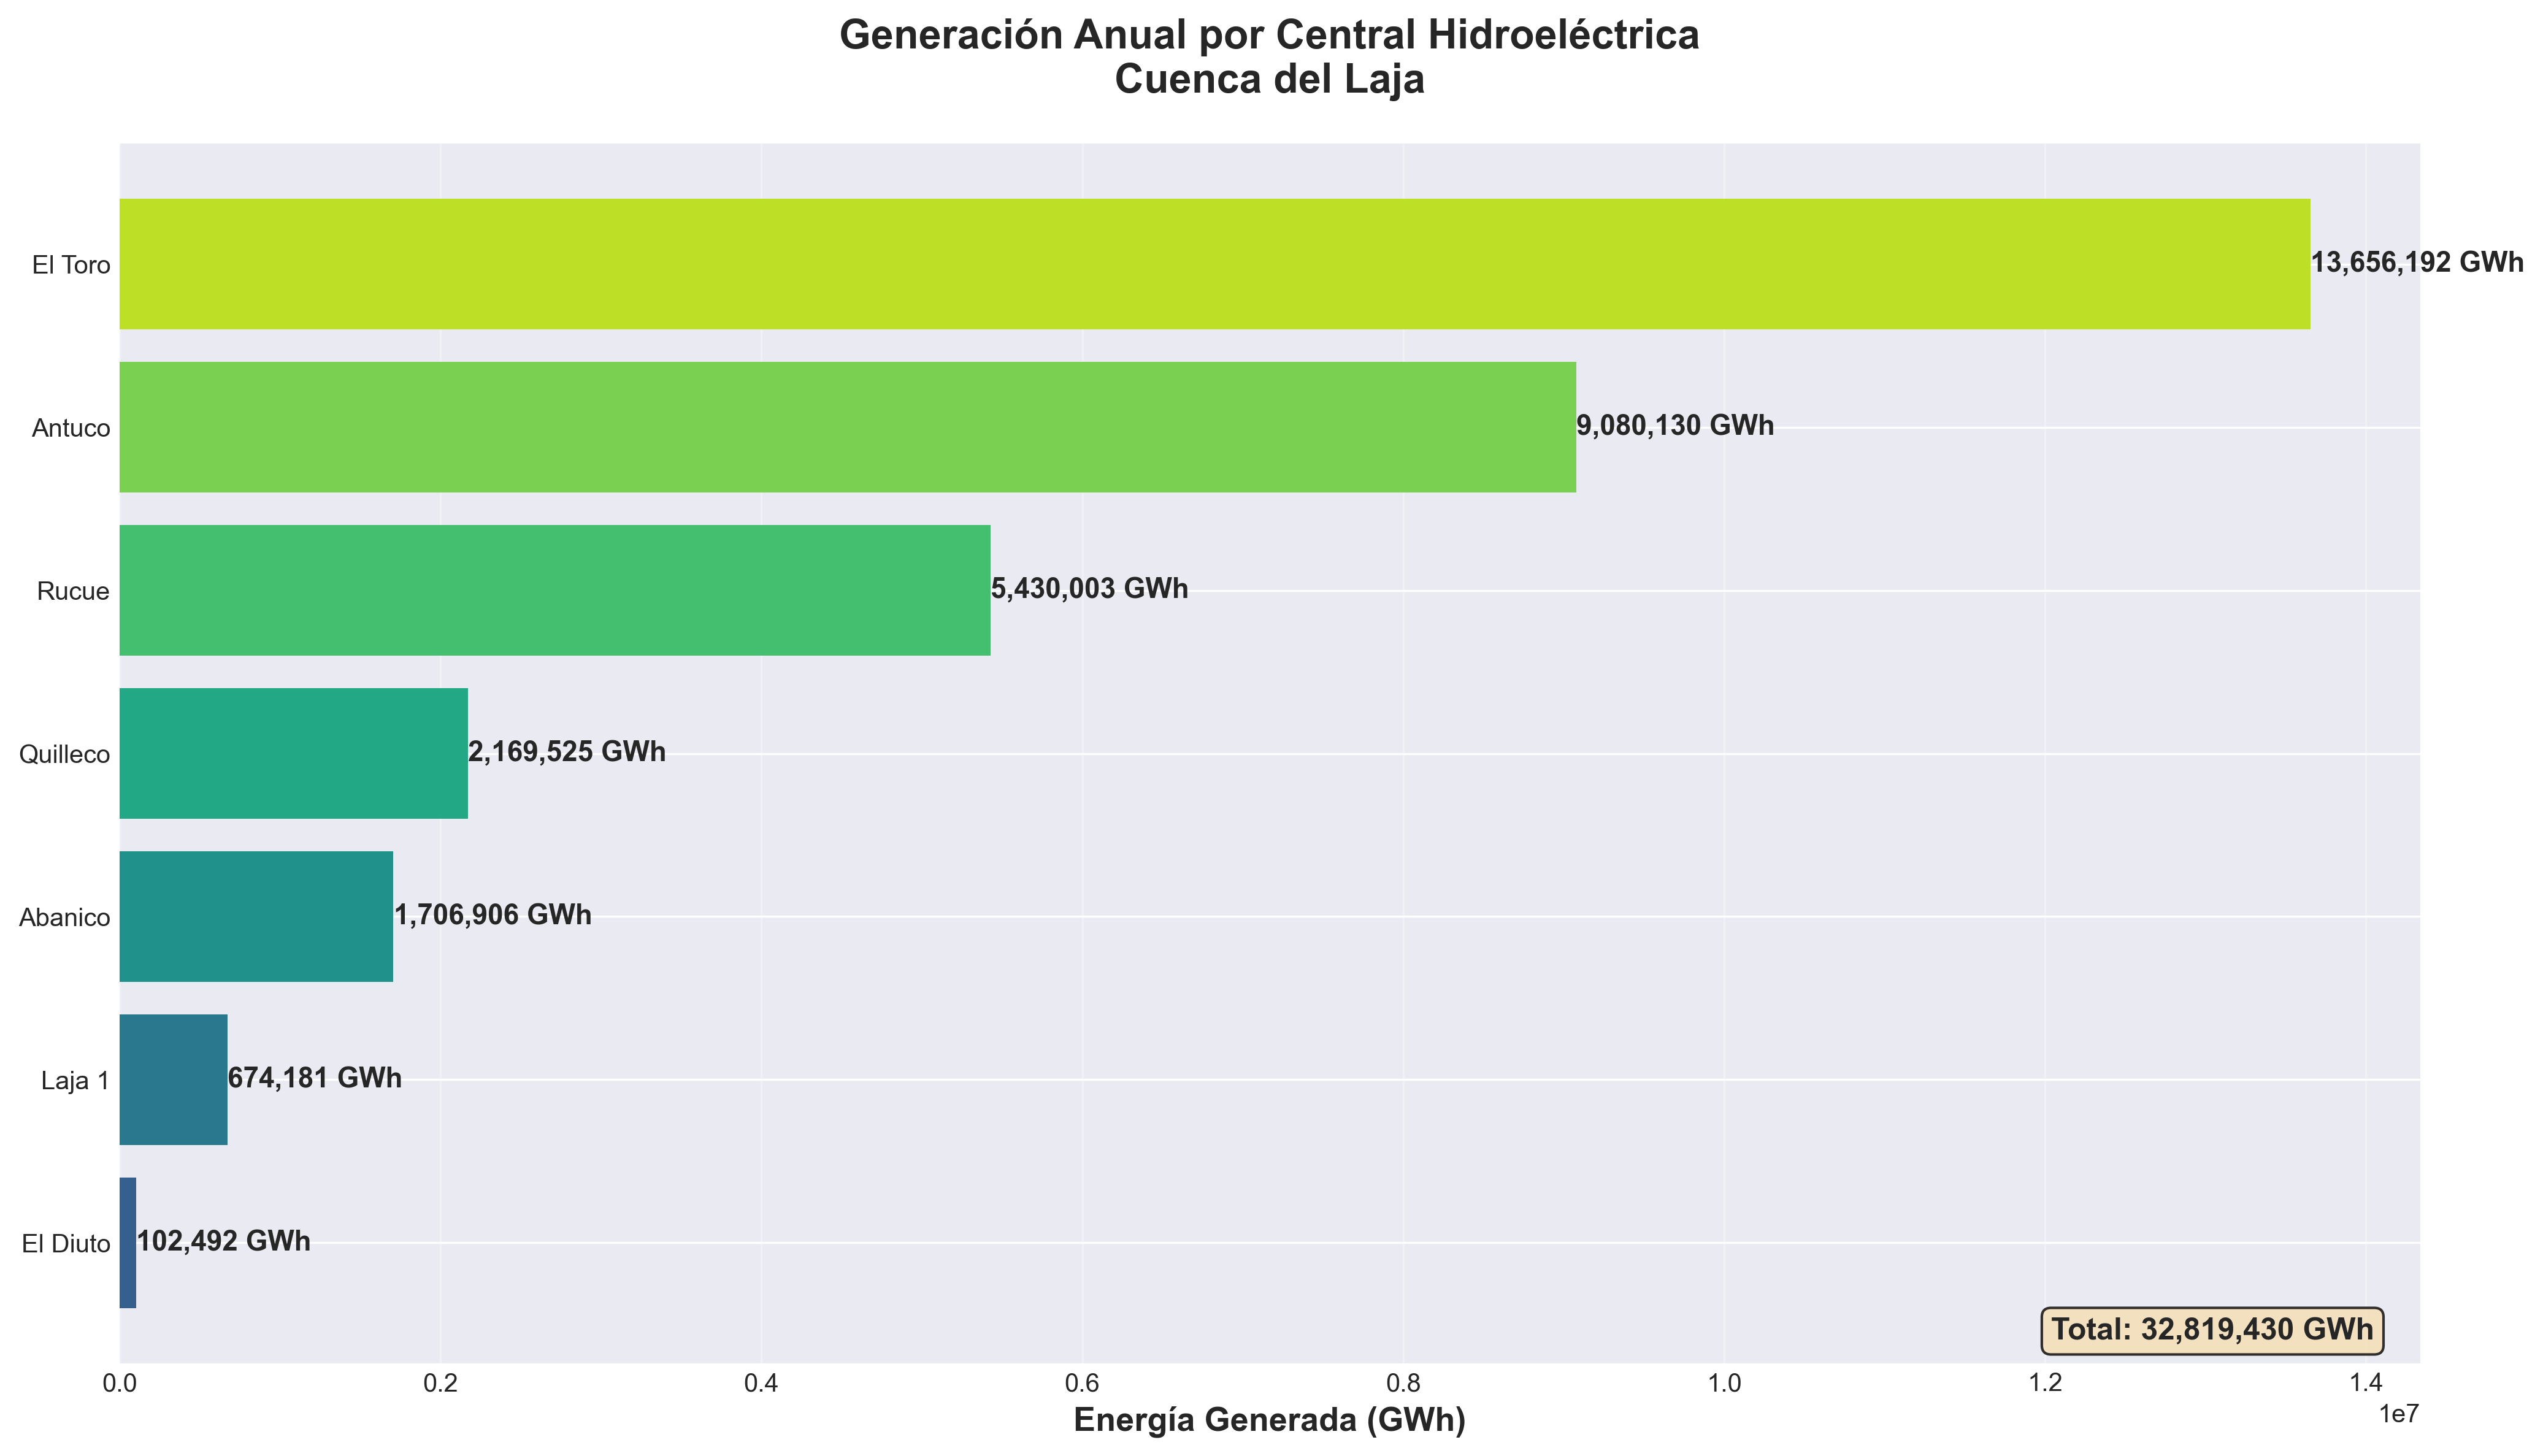 Generación Anual por Central Hidroeléctrica
Cuenca del Laja
El Toro
13,656,192 GWh
Antuco
9,080,130 GWh
Rucue
5,430,003 GWh
Quilleco
2,169,525 GWh
Abanico
1,706,906 GWh
Laja 1
674,181 GWh
El Diuto
102,492 GWh
Total: 32,819,430 GWh
0.0 0.2 0.4 0.6 0.8 1.0 1.2 1.4
1e7
Energía Generada (GWh)